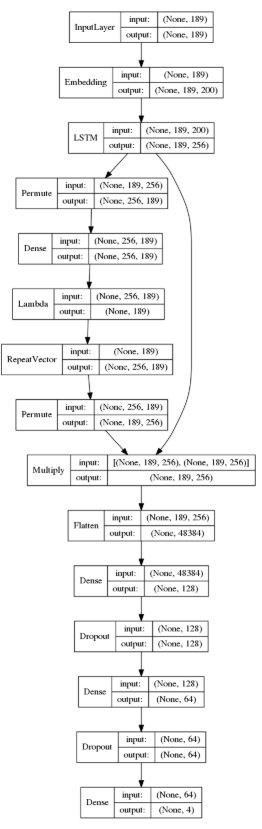 InputLayer input: (None, 189)
output: (None, 189)
Embedding input: (None, 189)
output: (None, 189, 200)
LSTM input: (None, 189, 200)
output: (None, 189, 256)
Permute input: (None, 189, 256)
output: (None, 256, 189)
Dense input: (None, 256, 189)
output: (None, 256, 189)
Lambda input: (None, 256, 189)
output: (None, 189)
RepeatVector input: (None, 189)
output: (None, 256, 189)
Permute input: (None, 256, 189)
output: (None, 189, 256)
Multiply input: [(None, 189, 256), (None, 189, 256)]
output: (None, 189, 256)
Flatten input: (None, 189, 256)
output: (None, 48384)
Dense input: (None, 48384)
output: (None, 128)
Dropout input: (None, 128)
output: (None, 128)
Dense input: (None, 128)
output: (None, 64)
Dropout input: (None, 64)
output: (None, 64)
Dense input: (None, 64)
output: (None, 4)